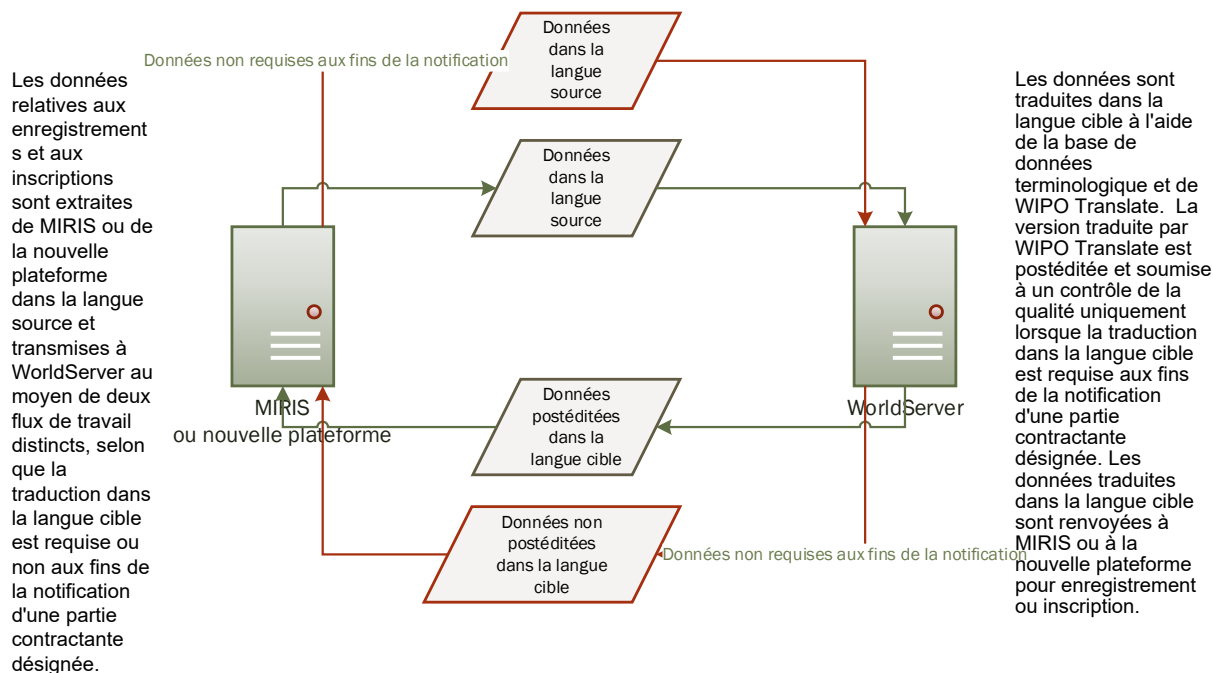 Données
dans la
langue
source
Données non requises aux fins de la notification
Les données
relatives aux
enregistrement
s et aux
inscriptions
sont extraites
de MIRIS ou de
la nouvelle
plateforme
dans la langue
source et
transmises à
WorldServer au
moyen de deux
flux de travail
distincts, selon
que la
traduction dans
la langue cible
est requise ou
non aux fins de
la notification
d'une partie
contractante
désignée.
Données
dans la
langue
source
MIRIS
ou nouvelle plateforme
WorldServer
Données
postéditées
dans la
langue cible
Données non
postéditées
dans la langue
cible
Données non requises aux fins de la notification
Les données sont
traduites dans la
langue cible à l'aide
de la base de
données
terminologique et de
WIPO Translate.  La
version traduite par
WIPO Translate est
postéditée et soumise
à un contrôle de la
qualité uniquement
lorsque la traduction
dans la langue cible
est requise aux fins
de la notification
d'une partie
contractante
désignée. Les
données traduites
dans la langue cible
sont renvoyées à
MIRIS ou à la
nouvelle plateforme
pour enregistrement
ou inscription.